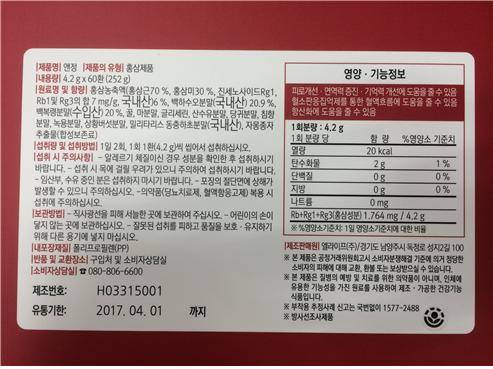 |제품명| 앤정 |제품의 유형| 홍삼제품
|내용량| 4.2 g x 60환 (252 g)
|원료명 및 함량| 홍삼농축액(홍삼근70 %, 홍삼미30 %, 진세노사이드Rg1,
Rb1 및 Rg3의 합 7 mg/g, 국내산)6 %, 백하수오분말(국내산) 20.9 %,
백복령분말(수입산) 20 %, 꿀, 마분말, 글리세린, 산수유분말, 당귀분말, 침향
분말, 녹용분말, 상황버섯분말, 밀리타리스 동충하초분말(국내산), 자몽종자
추출물(합성보존료)
|섭취량 및 섭취방법| 1일 2회, 1회 1환(4.2 g)씩 씹어서 섭취하십시오.
|섭취 시 주의사항| - 알레르기 체질이신 경우 성분을 확인한 후 섭취하시기
바랍니다. - 섭취 시 목에 걸릴 우려가 있으니 주의하여 섭취하시기 바랍니다.
- 임산부, 수유 중인 분은 섭취하지 마시기 바랍니다. - 포장의 절단면에 상해가
발생할 수 있으니 주의하십시오. -의약품(당뇨치료제, 혈액항응고제) 복용 시
섭취에 주의하십시오.
|보관방법| - 직사광선을 피해 서늘한 곳에 보관하여 주십시오. - 어린이의 손이
닿지 않는 곳에 보관하십시오. - 잘못된 섭취를 피하고 품질을 보호 · 유지하기
위해 다른 용기에 넣지 마십시오.
|내포장재질| 폴리프로필렌(PP)
|반품 및 교환장소| 구입처 및 소비자상담실
|소비자상담실| ☎ 080-806-6600
제조번호: H03315001
유통기한: 2017. 04. 01 까지
영양 · 기능정보
피로개선 · 면역력 증진 · 기억력 개선에 도움을 줄 수 있음
혈소판응집억제를 통한 혈액흐름에 도움을 줄 수 있음
항산화에 도움을 줄 수 있음
1회분량 : 4.2 g
1회 분량 당 함 량 %영양소 기준치
열량 20 kcal
탄수화물 2 g 1 %
단백질 0 g 0 %
지방 0 g 0 %
나트륨 0 mg
Rb+Rg1+Rg3(홍삼성분) 1.764 mg / 4.2 g
※ %영양소기준치: 1일 영양소기준치에 대한 비율
|제조판매원| 엘라이프(주)/경기도 남양주시 독정로 성지길 100
※ 본 제품은 공정거래위원회고시 소비자분쟁해결 기준에 의거 정당한
소비자의 피해에 대해 교환, 환불 또는 보상받으실 수 있습니다.
※ 본 제품은 질병의 예방 및 치료를 위한 의약품이 아니며, 인체에
유용한 기능성을 가진 원료를 사용하여 제조 · 가공한 건강기능
식품입니다.
※ 부작용 추정사례 신고는 국번없이 1577-2488
※ 방사선조사제품